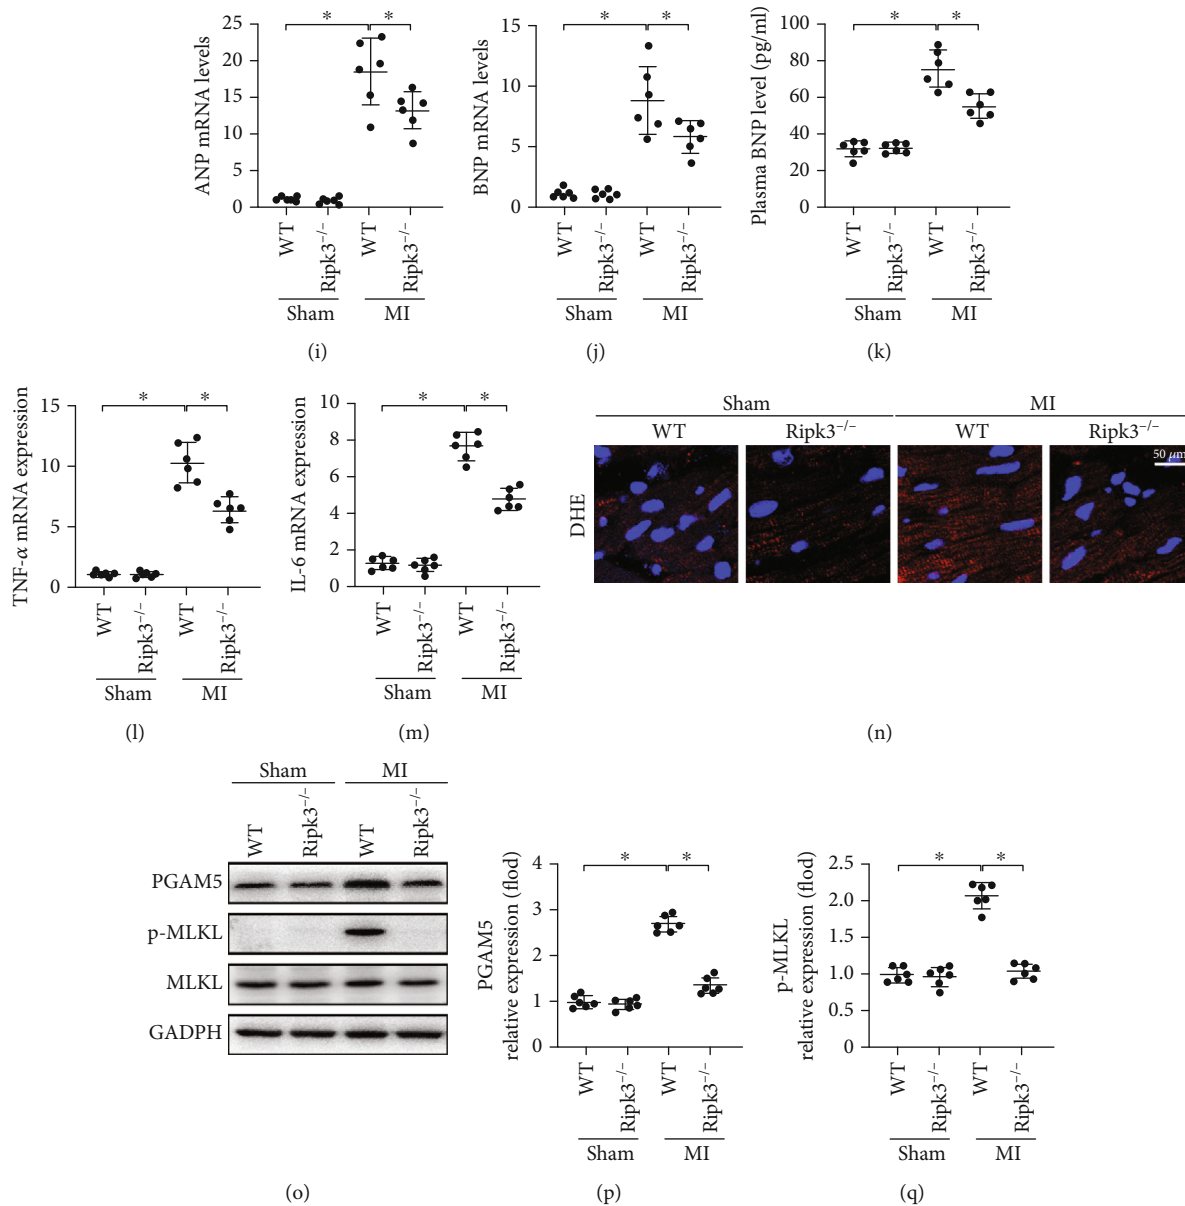 ANP mRNA levels
25
20
15
10
5
0
* *
WT
Ripk3−/−
WT
Ripk3−/−
Sham MI
(i)
BNP mRNA levels
15
10
5
0
* *
WT
Ripk3−/−
WT
Ripk3−/−
Sham MI
(j)
Plasma BNP level (pg/ml)
100
80
60
40
20
0
* *
WT
Ripk3−/−
WT
Ripk3−/−
Sham MI
(k)
TNF-α mRNA expression
15
10
5
0
* *
WT
Ripk3−/−
WT
Ripk3−/−
Sham MI
(l)
IL-6 mRNA expression
10
8
6
4
2
0
* *
WT
Ripk3−/−
WT
Ripk3−/−
Sham MI
(m)
Sham MI
WT Ripk3−/− WT Ripk3−/−
DHE
50 μm
(n)
Sham MI
WT
Ripk3−/−
WT
Ripk3−/−
PGAM5
p-MLKL
MLKL
GADPH
(o)
PGAM5
relative expression (flod)
4
3
2
1
0
* *
WT
Ripk3−/−
WT
Ripk3−/−
Sham MI
(p)
p-MLKL
relative expression (flod)
2.5
2.0
1.5
1.0
0.5
0.0
* *
WT
Ripk3−/−
WT
Ripk3−/−
Sham MI
(q)